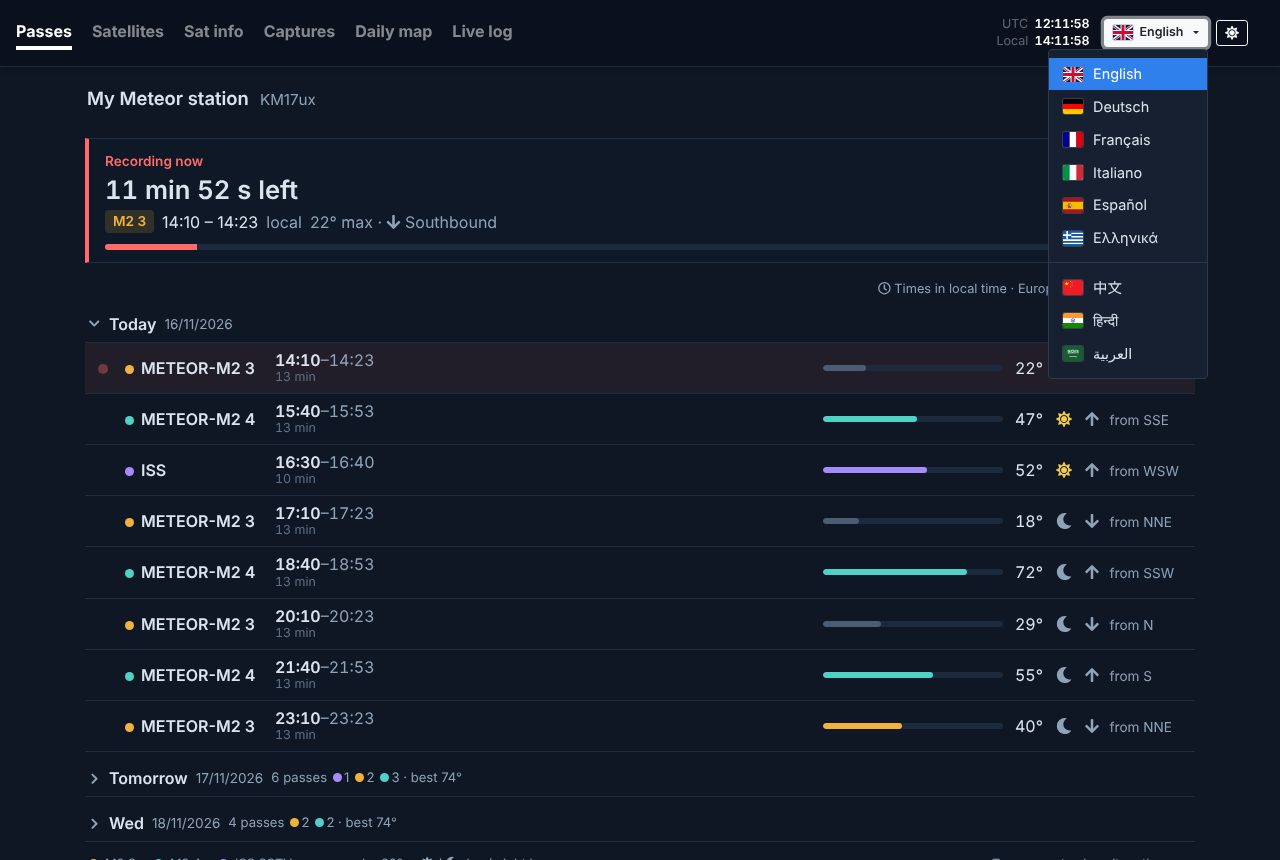 Passes Satellites Sat info Captures Daily map Live log
UTC 12:11:58
Local 14:11:58
English
English
Deutsch
Français
Italiano
Español
Ελληνικά
中文
हिन्दी
العربية
My Meteor station KM17ux
Recording now
11 min 52 s left
M2 3 14:10 – 14:23 local 22° max · Southbound
Times in local time ·
Today 16/11/2026
METEOR-M2 3 14:10–14:23 22°
13 min
METEOR-M2 4 15:40–15:53 47° from SSE
13 min
ISS 16:30–16:40 52° from WSW
10 min
METEOR-M2 3 17:10–17:23 18° from NNE
13 min
METEOR-M2 4 18:40–18:53 72° from SSW
13 min
METEOR-M2 3 20:10–20:23 29° from N
13 min
METEOR-M2 4 21:40–21:53 55° from S
13 min
METEOR-M2 3 23:10–23:23 40° from NNE
13 min
Tomorrow 17/11/2026 6 passes 1 2 3 · best 74°
Wed 18/11/2026 4 passes 2 2 · best 74°